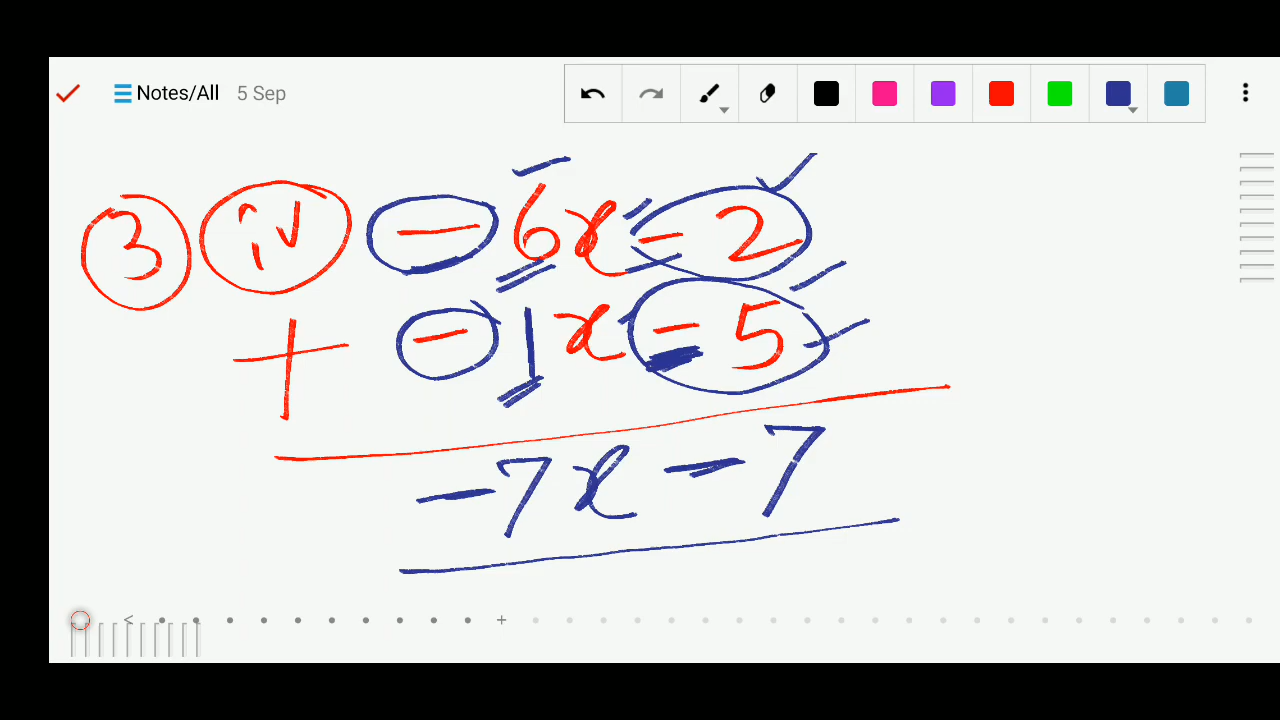 Notes/All 5 Sep
3 iv - 6x - 2
+ - 1x - 5
- 7x - 7
< +